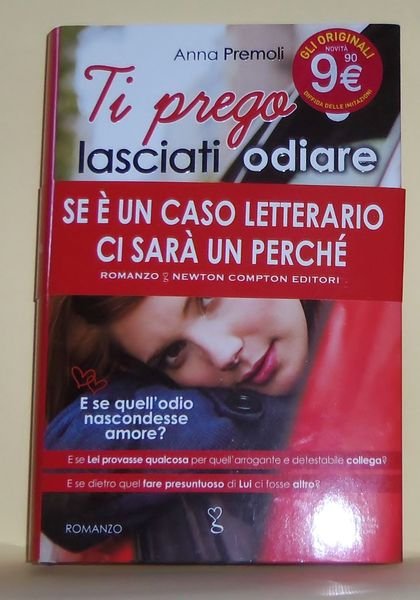 Anna Premoli
GLI ORIGINALI
NOVITÀ
9€
90
DIFFIDA DELLE IMITAZIONI
Ti prego
lasciati odiare
SE È UN CASO LETTERARIO
CI SARÀ UN PERCHÉ
ROMANZO NEWTON COMPTON EDITORI
E se quell'odio
nascondesse
amore?
E se Lei provasse qualcosa per quell'arrogante e detestabile collega?
E se dietro quel fare presuntuoso di Lui ci fosse altro?
ROMANZO